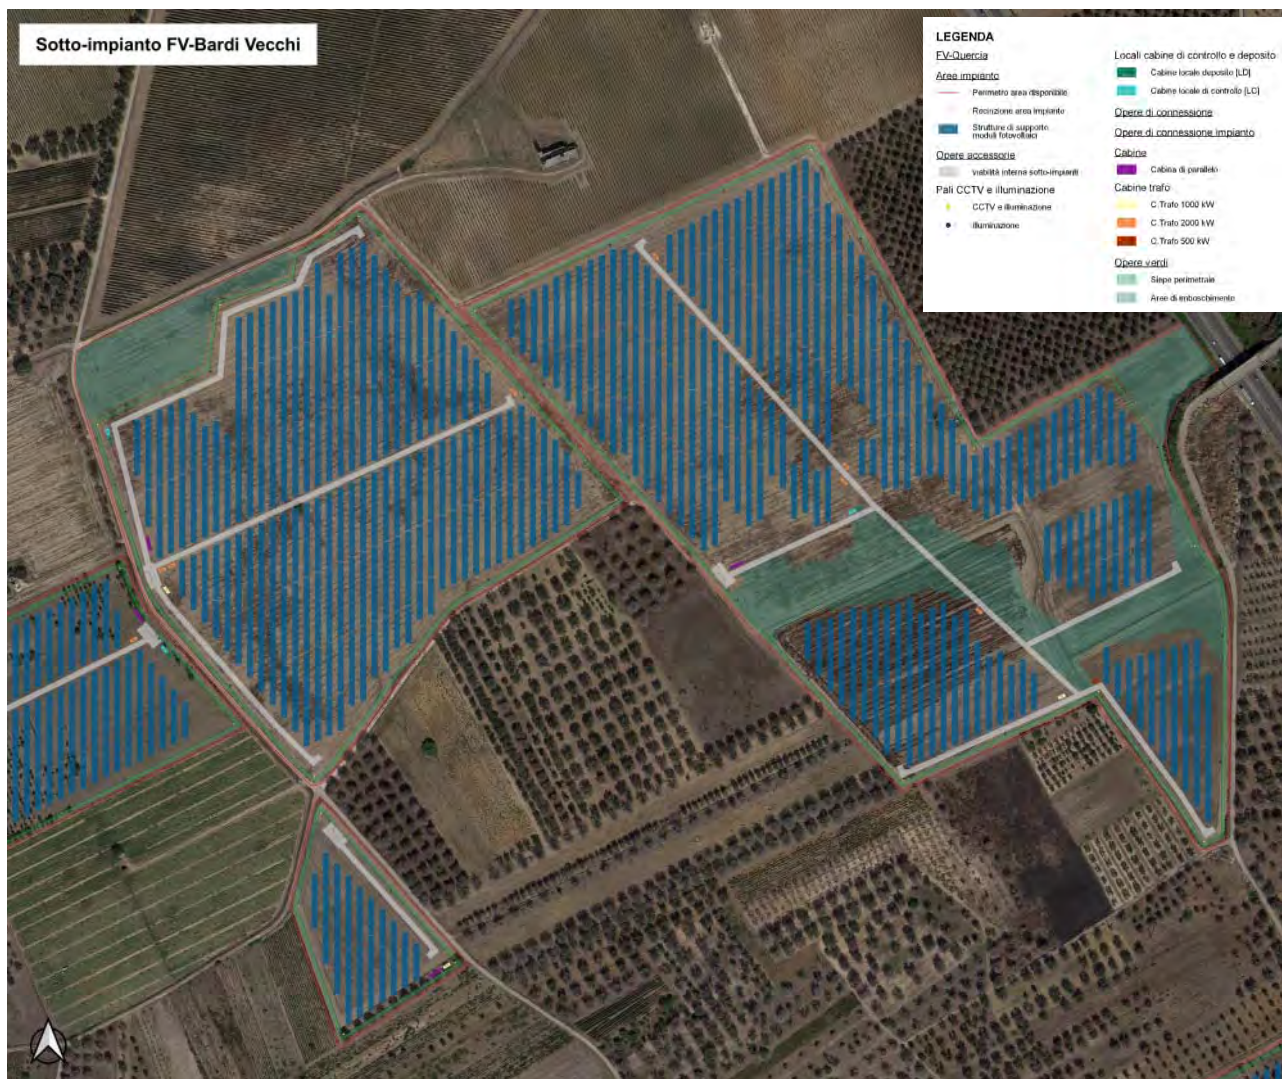 Sotto-impianto FV-Bardi Vecchi
LEGENDA
FV-Quercia
Aree impianto
Perimetro area disponibile
Recinzione area impianto
Strutture di supporto
moduli fotovoltaici
Opere accessorie
viabilità interna sotto-impianti
Pali CCTV e illuminazione
CCTV e illuminazione
illuminazione
Locali cabine di controllo e deposito
Cabine locale deposito [LD]
Cabine locale di controllo [LC]
Opere di connessione
Opere di connessione impianto
Cabine
Cabina di parallelo
Cabine trafo
C.Trafo 1000 kW
C.Trafo 2000 kW
C.Trafo 500 kW
Opere verdi
Siepe perimetrale
Aree di imboschimento